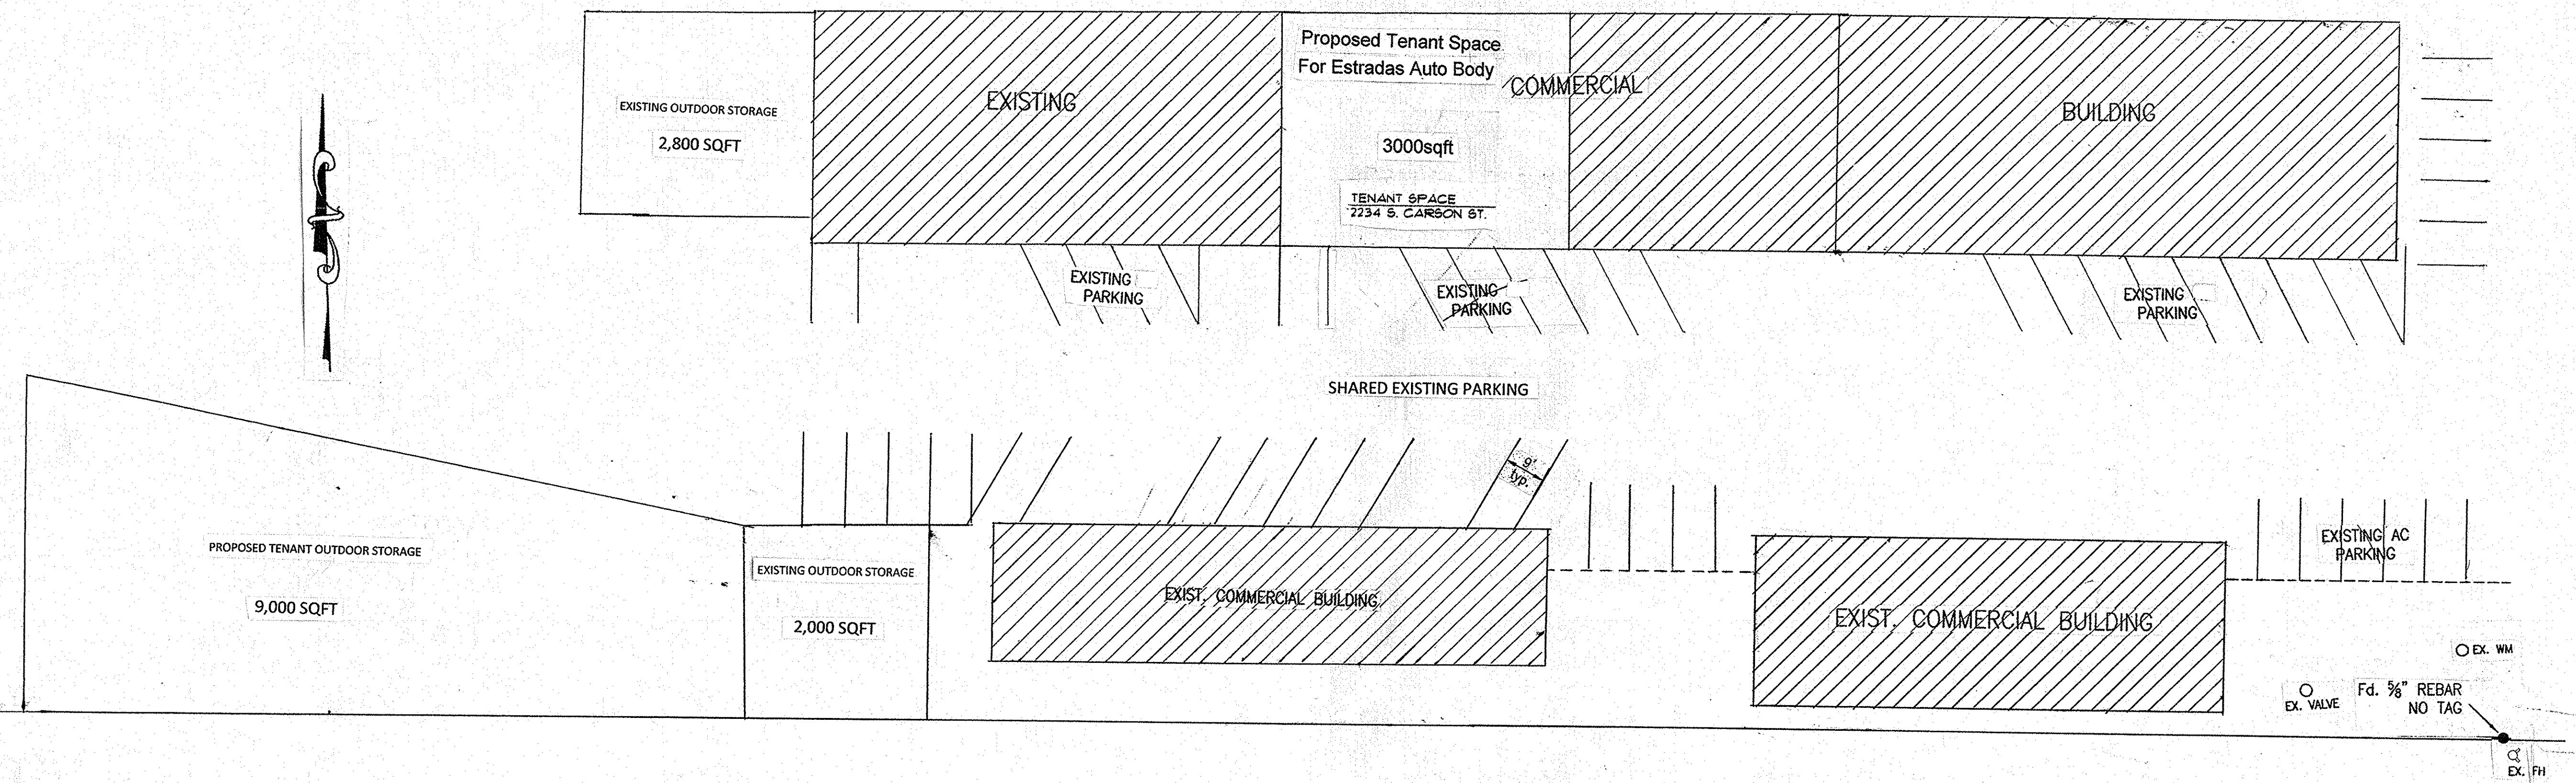 Proposed Tenant Space
For Estradas Auto Body
COMMERCIAL
EXISTING
BUILDING
EXISTING OUTDOOR STORAGE
2,800 SQFT
3000sqft
TENANT SPACE
2234 S. CARSON ST.
EXISTING
PARKING
EXISTING
PARKING
EXISTING
PARKING
SHARED EXISTING PARKING
9'
typ.
PROPOSED TENANT OUTDOOR STORAGE
9,000 SQFT
EXISTING OUTDOOR STORAGE
2,000 SQFT
EXIST. COMMERCIAL BUILDING
EXIST. COMMERCIAL BUILDING
EXISTING AC
PARKING
EX. WM
EX. VALVE
Fd. ⅝" REBAR
NO TAG
EX. FH